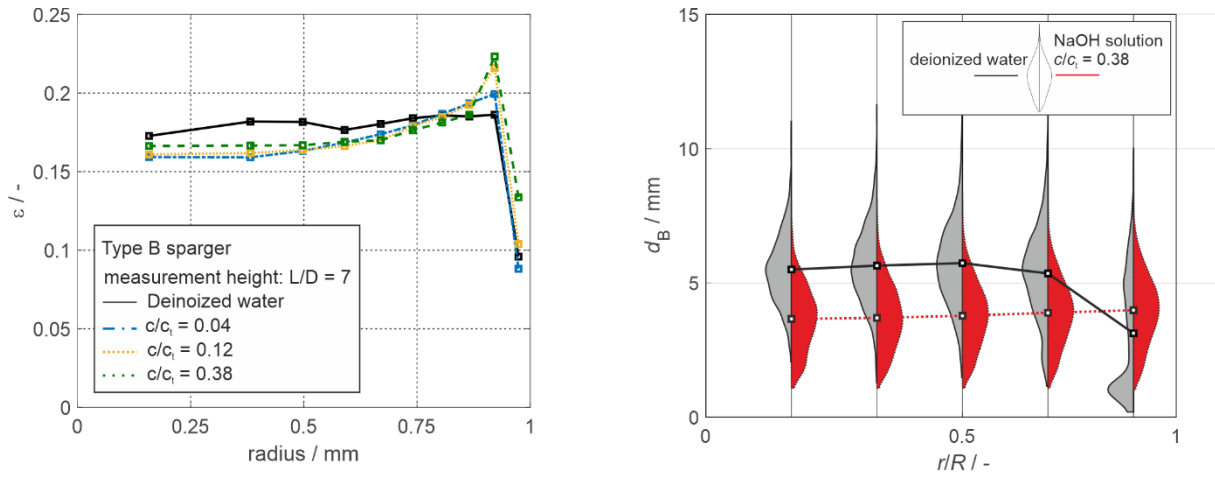 0.25
0.2
0.15
0.1
0.05
0
ε / -
Type B sparger
measurement height: L/D = 7
Deinoized water
c/cₜ = 0.04
c/cₜ = 0.12
c/cₜ = 0.38
0
0.25
0.5
0.75
1
radius / mm
15
10
5
0
d_B / mm
deionized water
NaOH solution
c/cₜ = 0.38
0
0.5
1
r/R / -